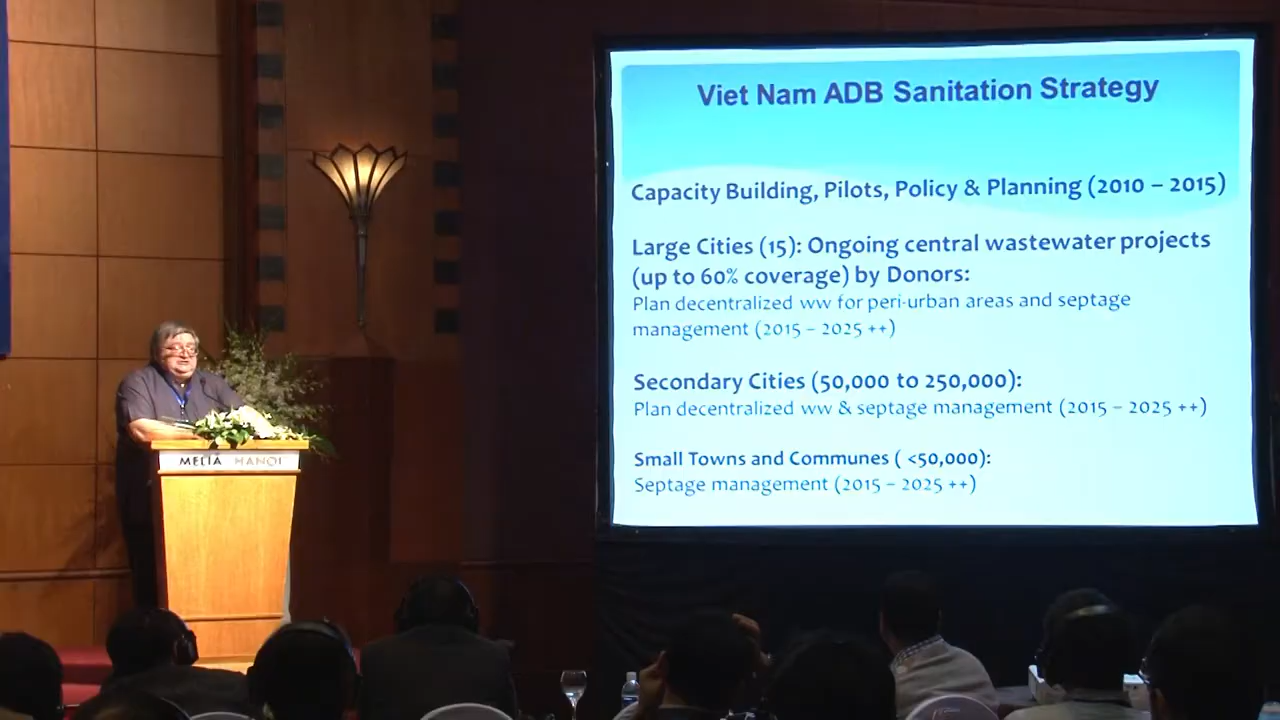 Viet Nam ADB Sanitation Strategy
Capacity Building, Pilots, Policy & Planning (2010 – 2015)
Large Cities (15): Ongoing central wastewater projects
(up to 60% coverage) by Donors:
Plan decentralized ww for peri-urban areas and septage
management (2015 – 2025 ++)
Secondary Cities (50,000 to 250,000):
Plan decentralized ww & septage management (2015 – 2025 ++)
Small Towns and Communes ( <50,000):
Septage management (2015 – 2025 ++)
MELIÃ HANOI